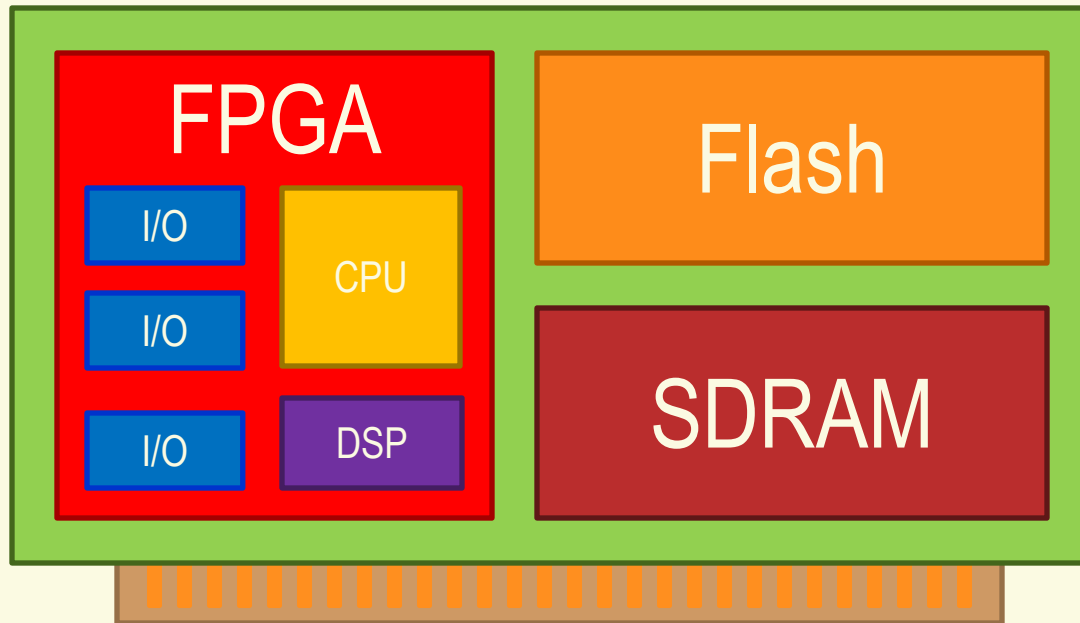 FPGA
I/O
I/O
I/O
CPU
DSP
Flash
SDRAM